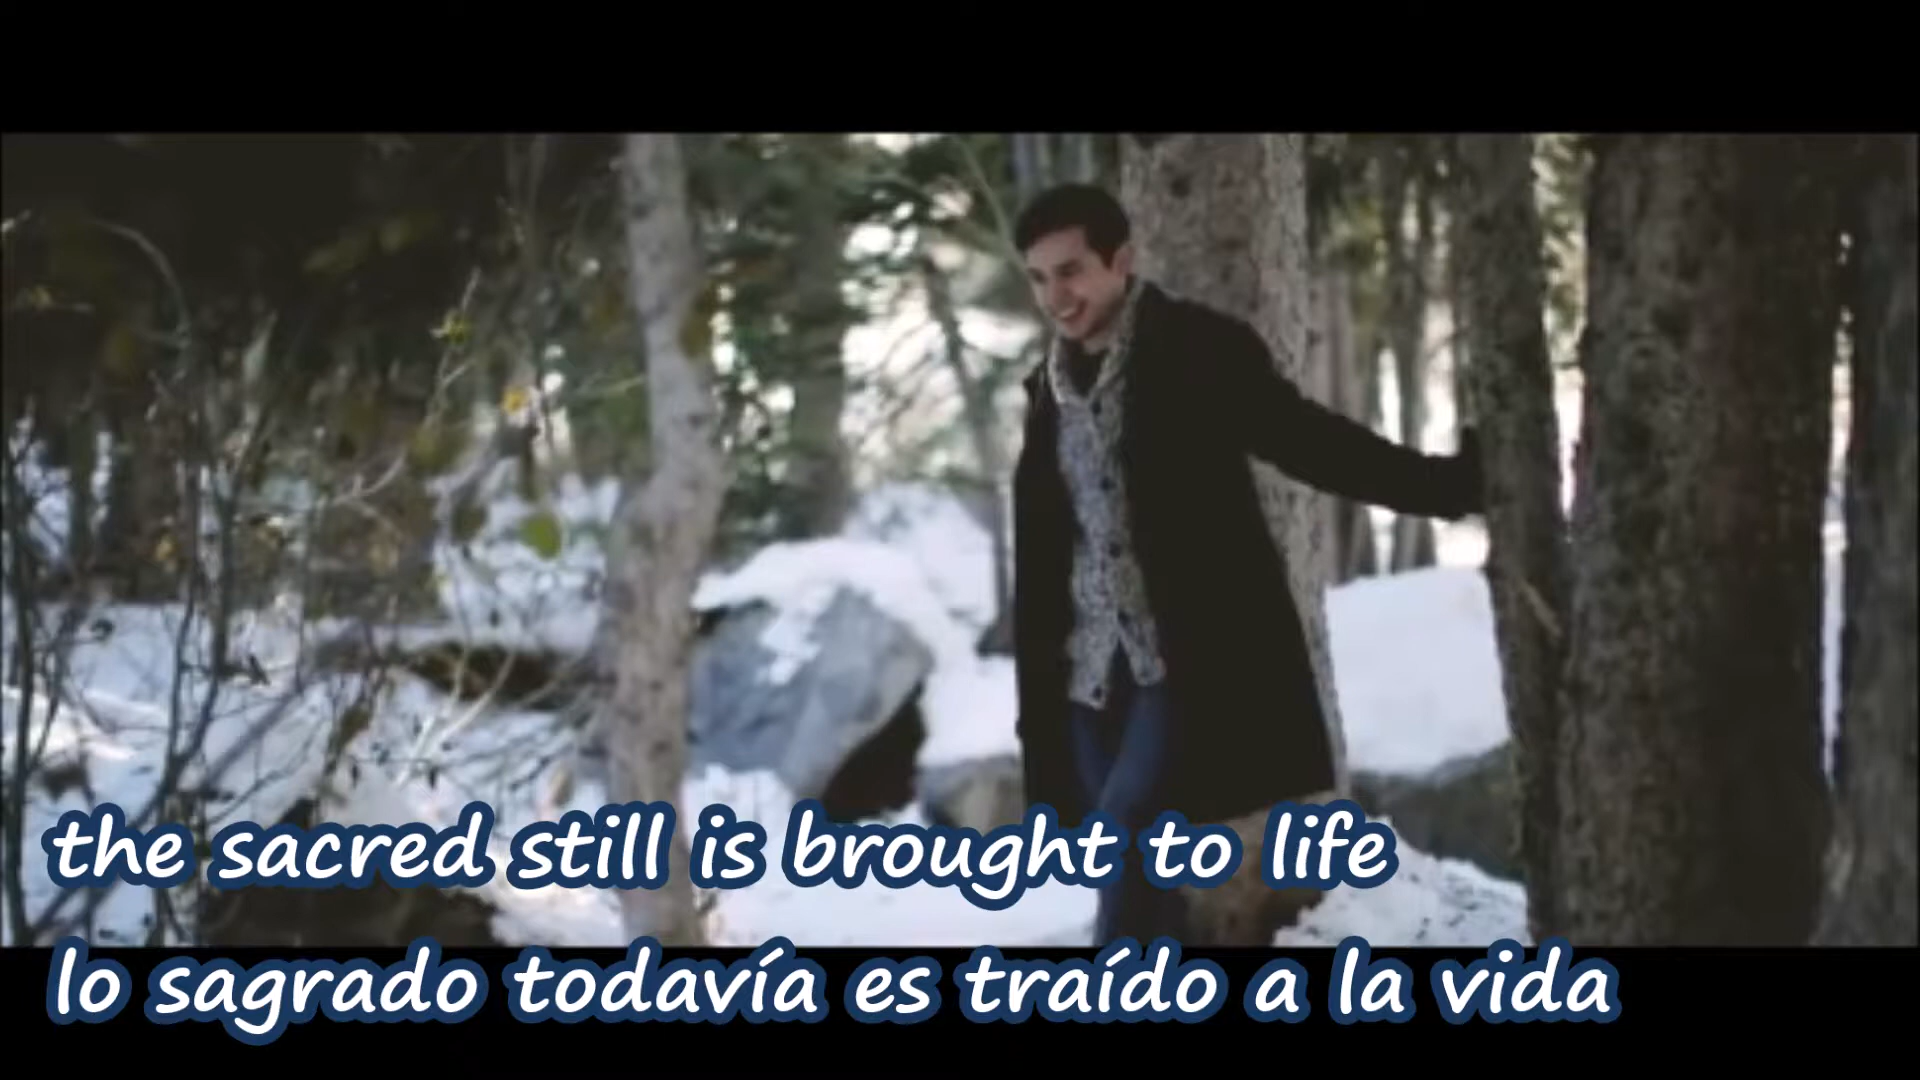 the sacred still is brought to life
lo sagrado todavía es traído a la vida